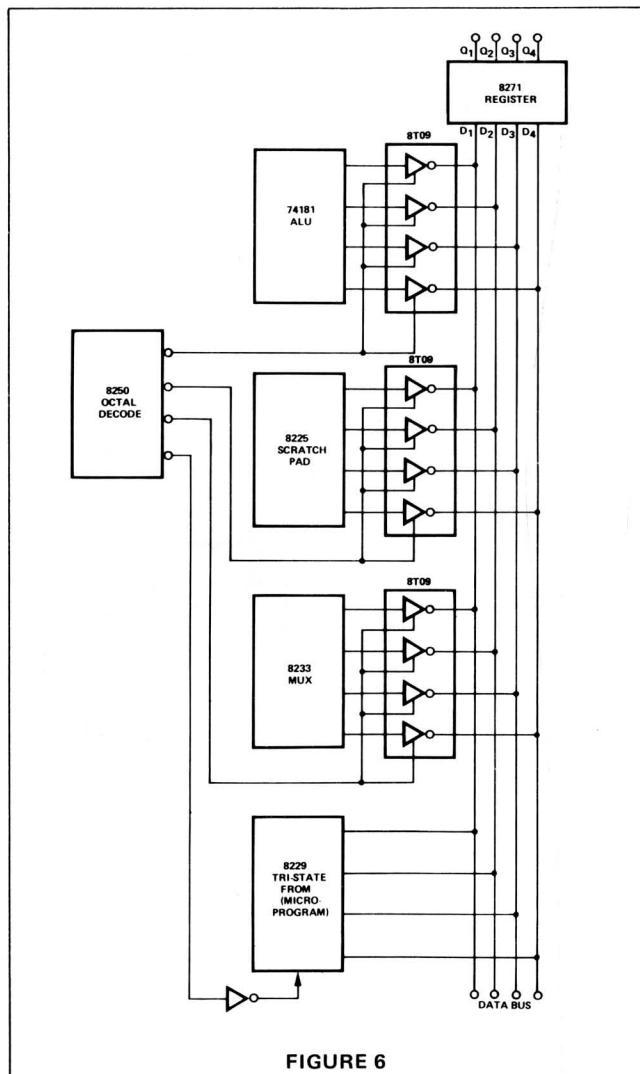 Q1 Q2 Q3 Q4
8271
REGISTER
D1 D2 D3 D4
8T09
74181
ALU
8250
OCTAL
DECODE
8T09
8225
SCRATCH
PAD
8T09
8233
MUX
8229
TRI-STATE
FROM
(MICRO-
PROGRAM)
DATA BUS
FIGURE 6